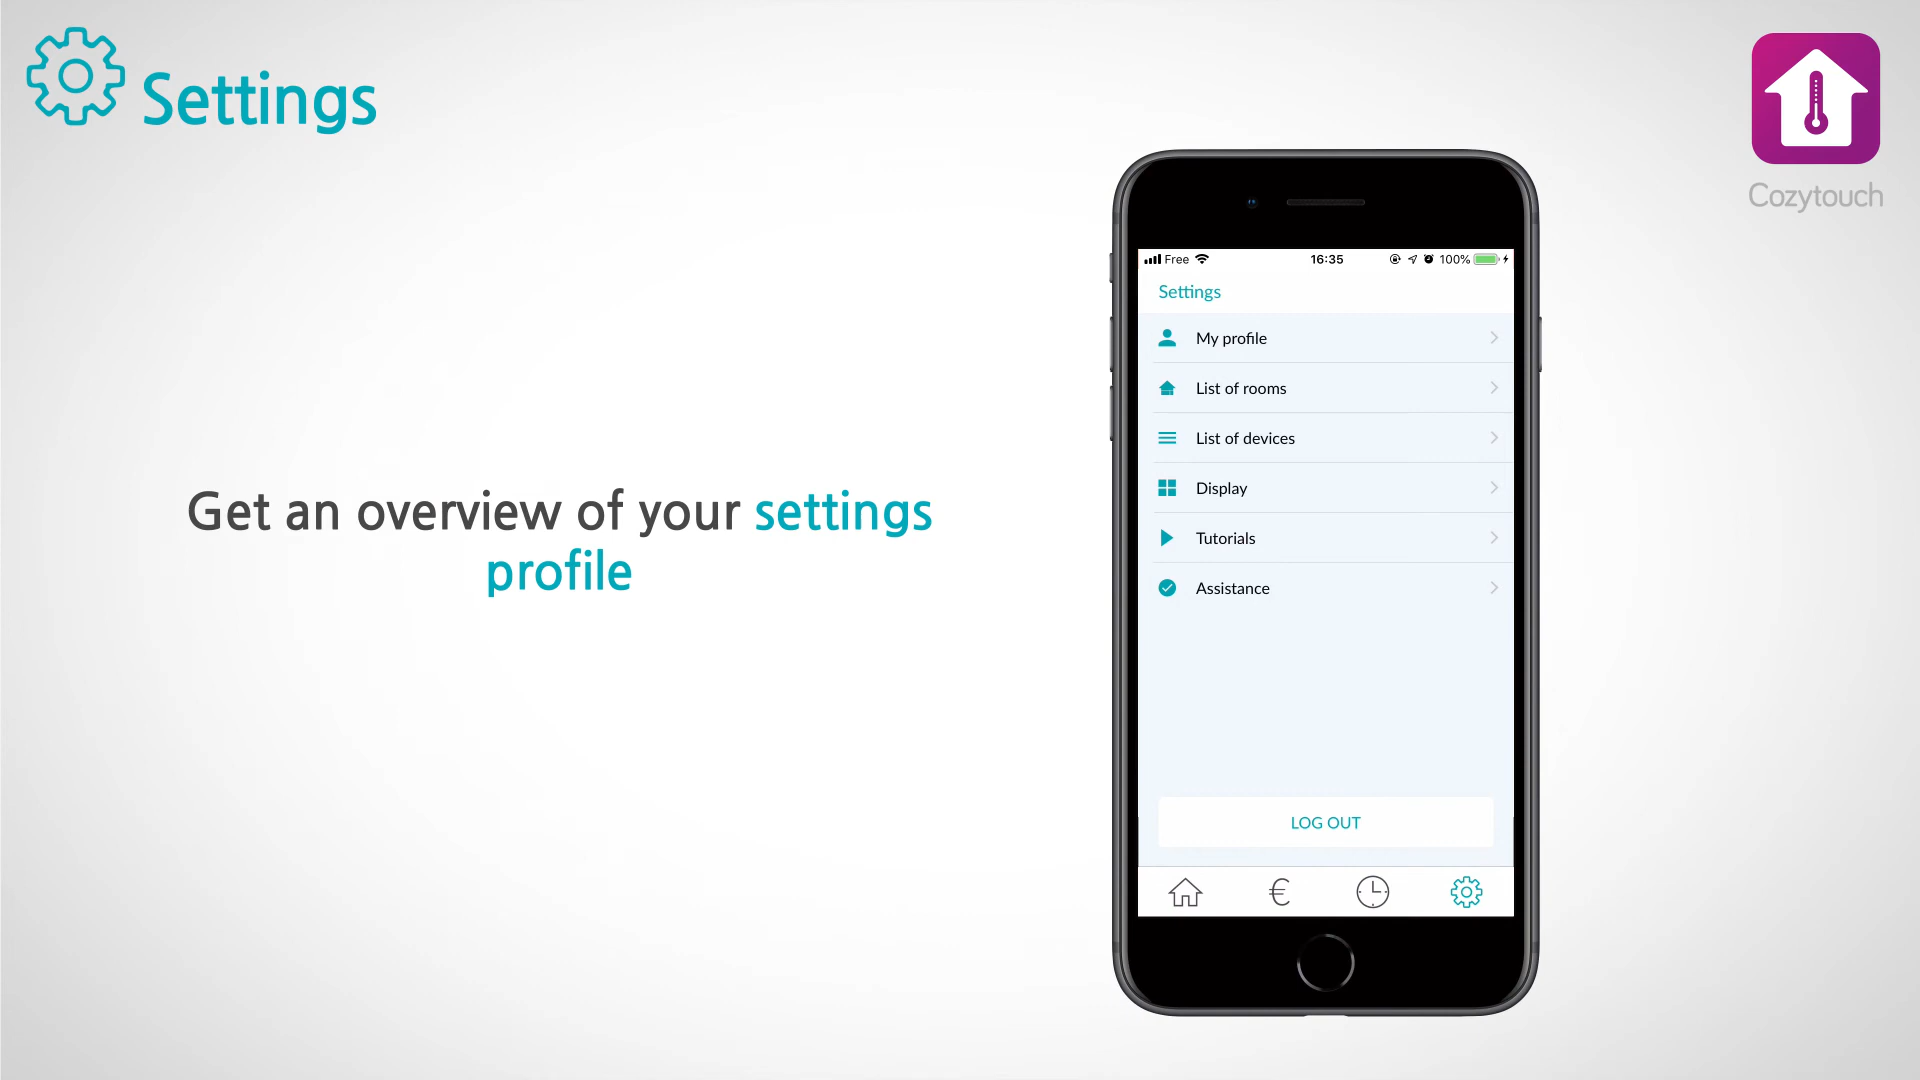 Settings
Cozytouch
Get an overview of your settings
profile
Free 16:35 100%
Settings
My profile
List of rooms
List of devices
Display
Tutorials
Assistance
LOG OUT
€